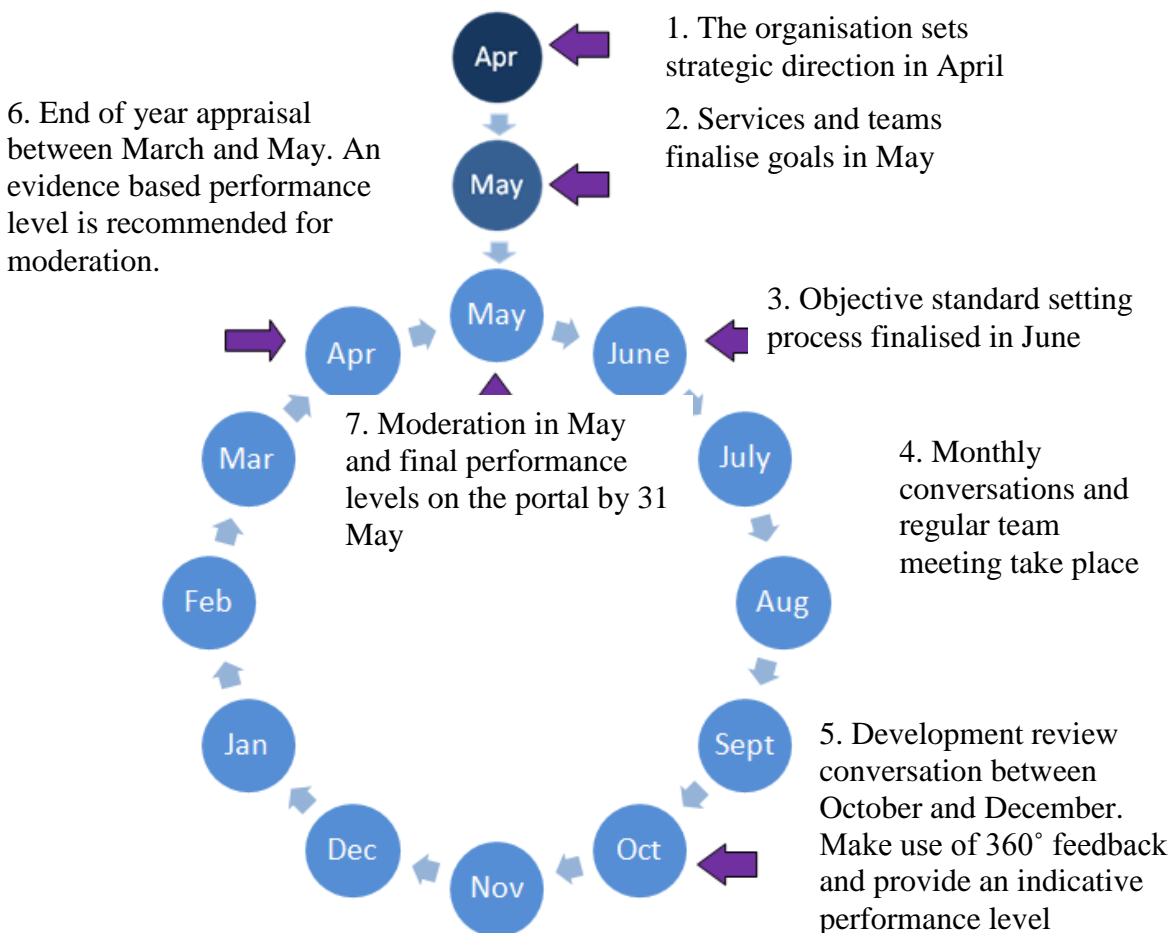 Apr
1. The organisation sets
strategic direction in April
6. End of year appraisal
between March and May. An
evidence based performance
level is recommended for
moderation.
2. Services and teams
finalise goals in May
May
May
3. Objective standard setting
process finalised in June
Apr
June
7. Moderation in May
and final performance
levels on the portal by 31
May
Mar
July
4. Monthly
conversations and
regular team
meeting take place
Feb
Aug
Jan
Sept
5. Development review
conversation between
October and December.
Make use of 360˚ feedback
and provide an indicative
performance level
Dec
Oct
Nov